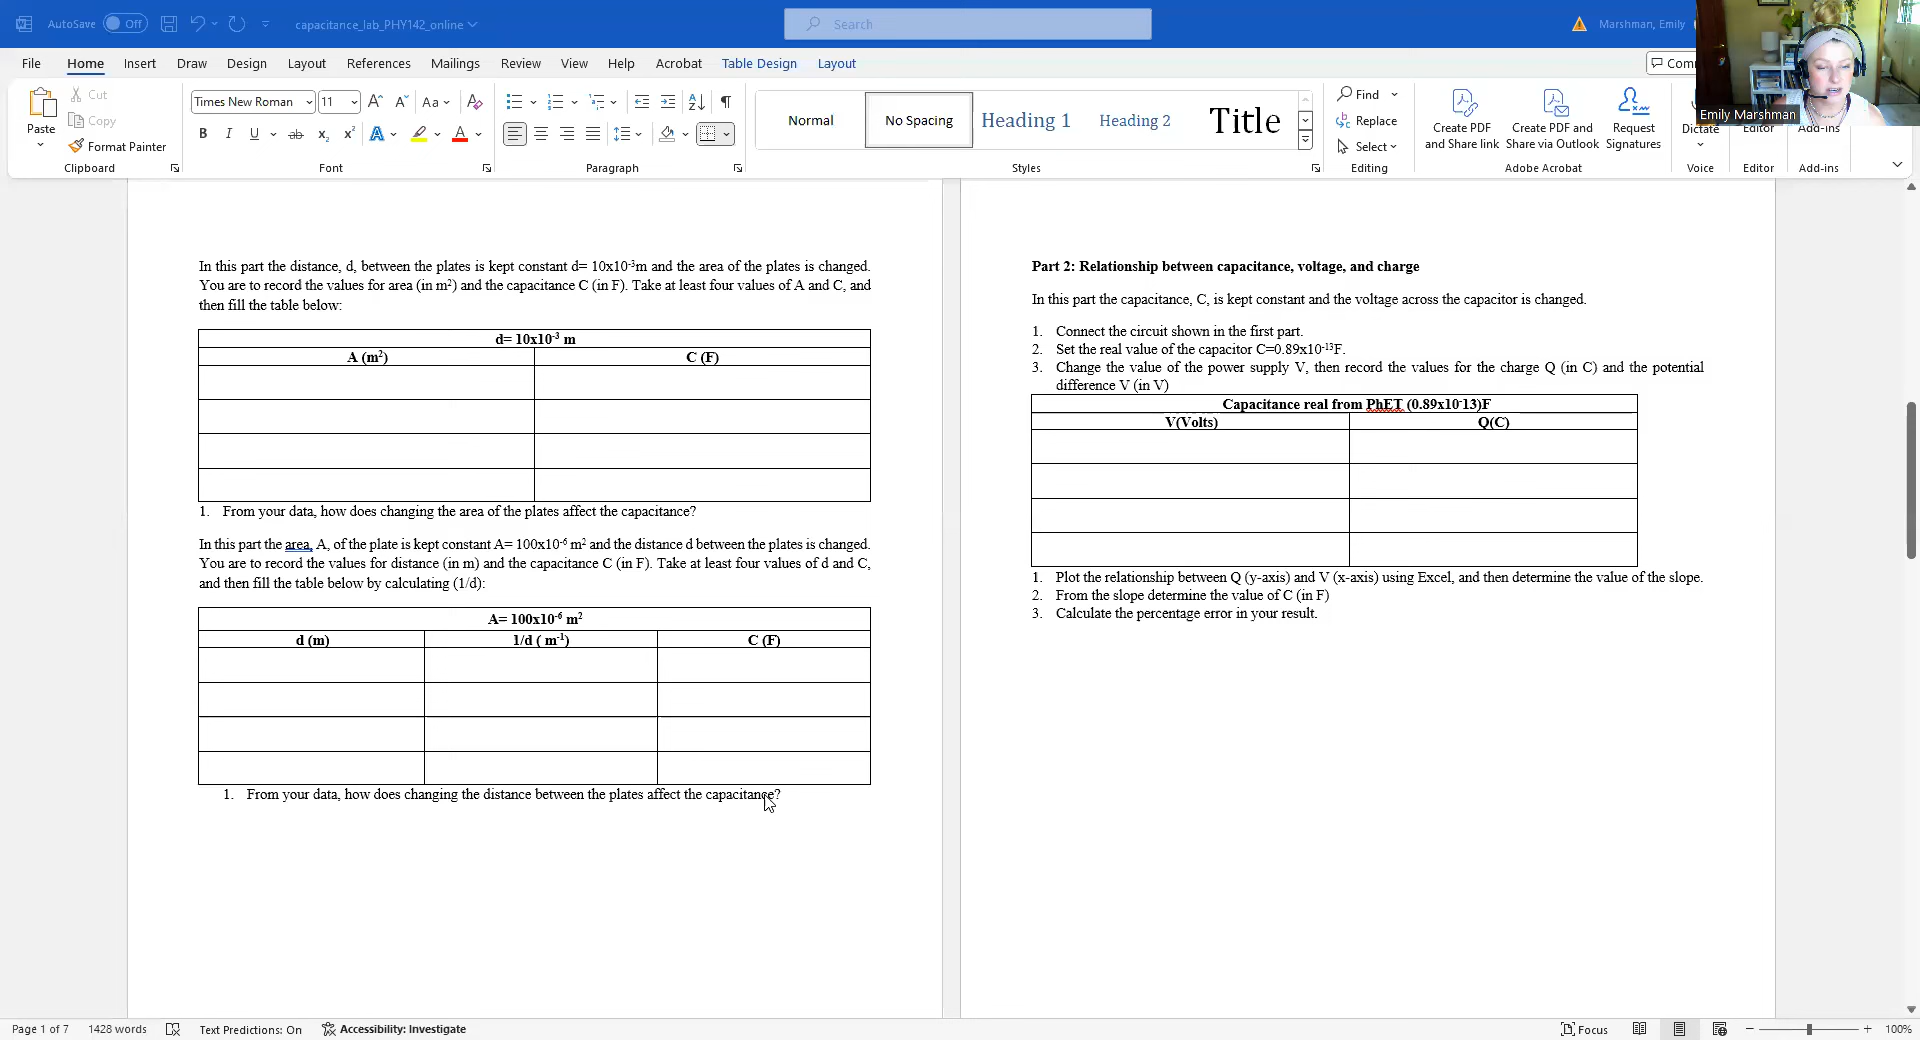 AutoSave Off capacitance_lab_PHY142_online Search Marshman, Emily
File Home Insert Draw Design Layout References Mailings Review View Help Acrobat Table Design Layout
Paste Cut Copy Format Painter
Clipboard
Times New Roman 11 Aa
B I U ab x₂ x² A A
Font
Paragraph
Normal No Spacing Heading 1 Heading 2 Title
Styles
Find Replace Select
Editing
Create PDF and Share link
Create PDF and Share via Outlook
Request Signatures
Adobe Acrobat
Dictate
Voice
Editor
Editor
Add-ins
Add-ins
Emily Marshman
In this part the distance, d, between the plates is kept constant d= 10x10⁻³m and the area of the plates is changed.
You are to record the values for area (in m²) and the capacitance C (in F). Take at least four values of A and C, and
then fill the table below:
d= 10x10⁻³ m
A (m²) C (F)
1. From your data, how does changing the area of the plates affect the capacitance?
In this part the area, A, of the plate is kept constant A= 100x10⁻⁶ m² and the distance d between the plates is changed.
You are to record the values for distance (in m) and the capacitance C (in F). Take at least four values of d and C,
and then fill the table below by calculating (1/d):
A= 100x10⁻⁶ m²
d (m) 1/d ( m⁻¹) C (F)
1. From your data, how does changing the distance between the plates affect the capacitance?
Part 2: Relationship between capacitance, voltage, and charge
In this part the capacitance, C, is kept constant and the voltage across the capacitor is changed.
1. Connect the circuit shown in the first part.
2. Set the real value of the capacitor C=0.89x10⁻¹³F.
3. Change the value of the power supply V, then record the values for the charge Q (in C) and the potential
difference V (in V)
Capacitance real from PhET (0.89x10⁻13)F
V(Volts) Q(C)
1. Plot the relationship between Q (y-axis) and V (x-axis) using Excel, and then determine the value of the slope.
2. From the slope determine the value of C (in F)
3. Calculate the percentage error in your result.
Page 1 of 7 1428 words Text Predictions: On Accessibility: Investigate Focus 100%